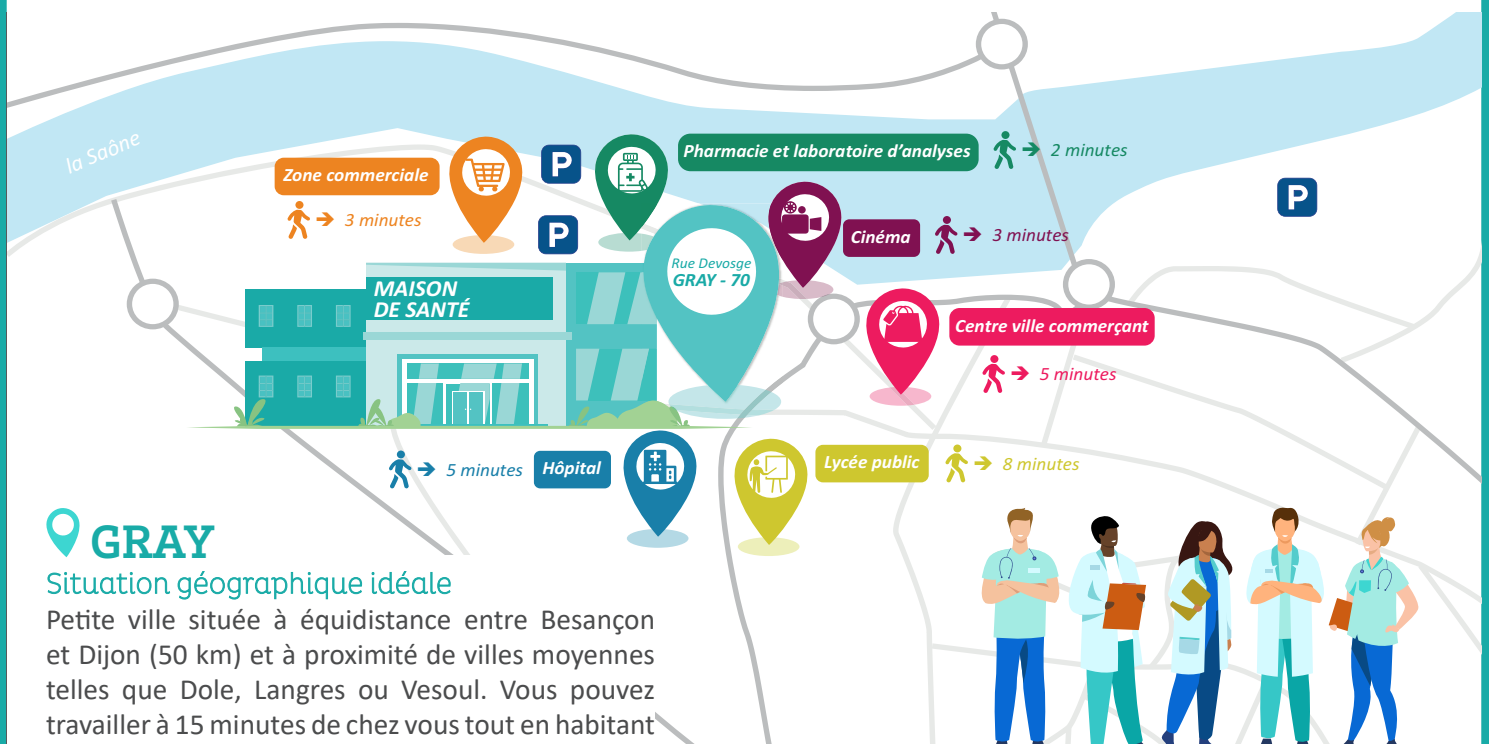 la Saône
Pharmacie et laboratoire d'analyses
2 minutes
P
Zone commerciale
3 minutes
P
P
Cinéma
3 minutes
Rue Devosge
GRAY - 70
MAISON
DE SANTÉ
Centre ville commerçant
5 minutes
5 minutes
Hôpital
Lycée public
8 minutes
GRAY
Situation géographique idéale
Petite ville située à équidistance entre Besançon
et Dijon (50 km) et à proximité de villes moyennes
telles que Dole, Langres ou Vesoul. Vous pouvez
travailler à 15 minutes de chez vous tout en habitant